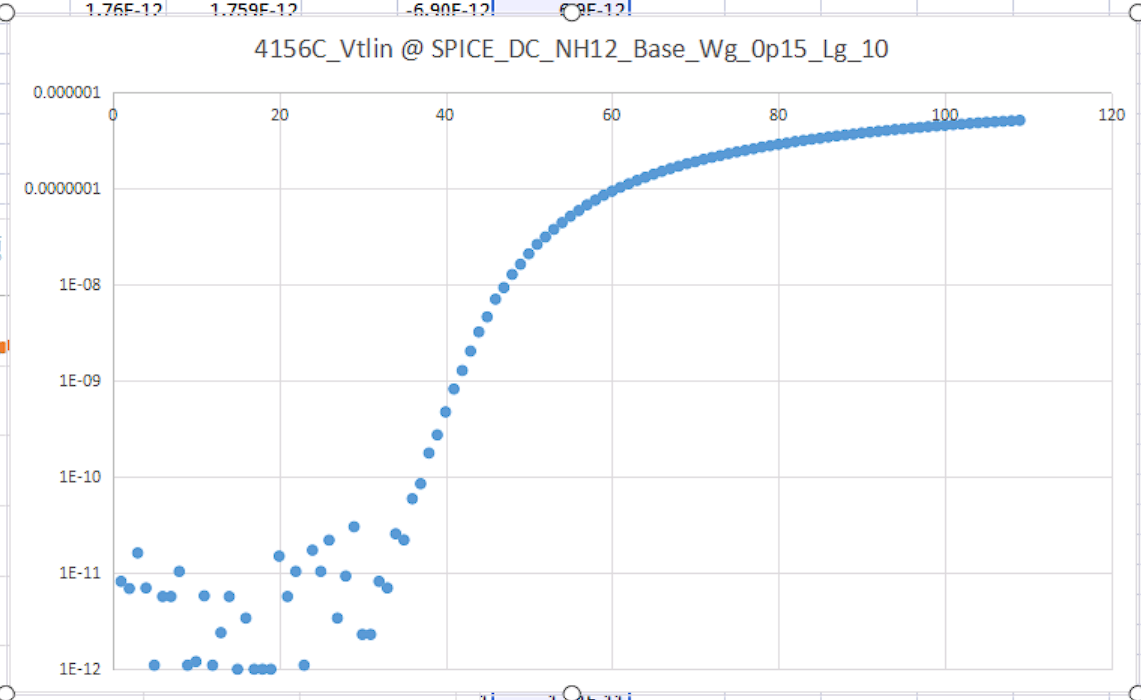 1.76E-12 1.759E-12 -6.90E-12
4156C_Vtlin @ SPICE_DC_NH12_Base_Wg_0p15_Lg_10
0.000001
0 20 40 60 80 100 120
0.0000001
1E-08
1E-09
1E-10
1E-11
1E-12